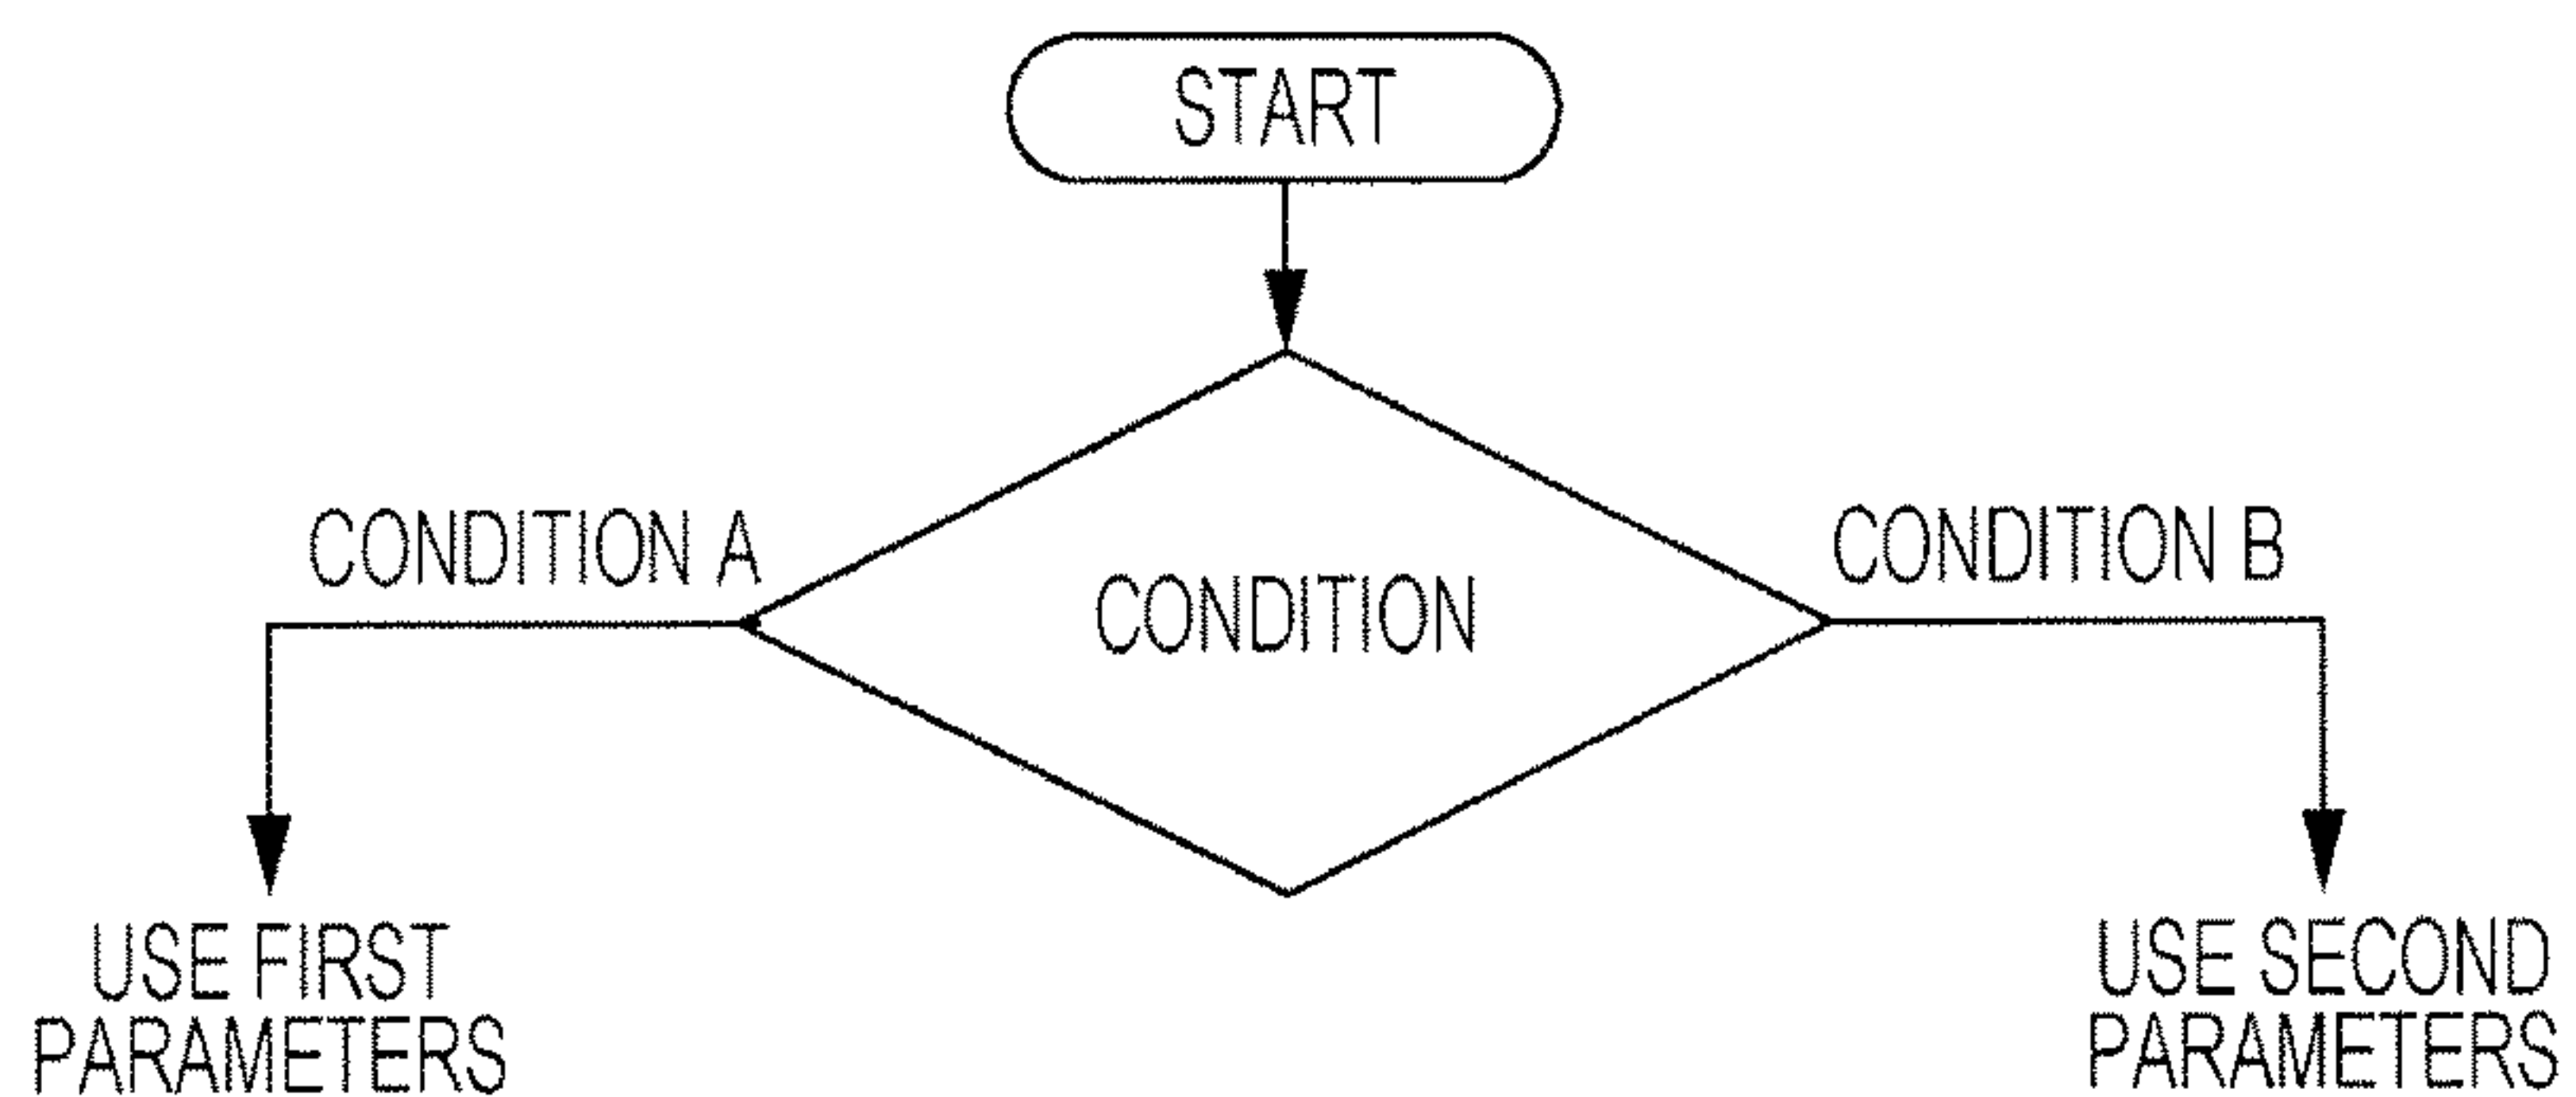 START
CONDITION A
CONDITION
CONDITION B
USE FIRST
PARAMETERS
USE SECOND
PARAMETERS